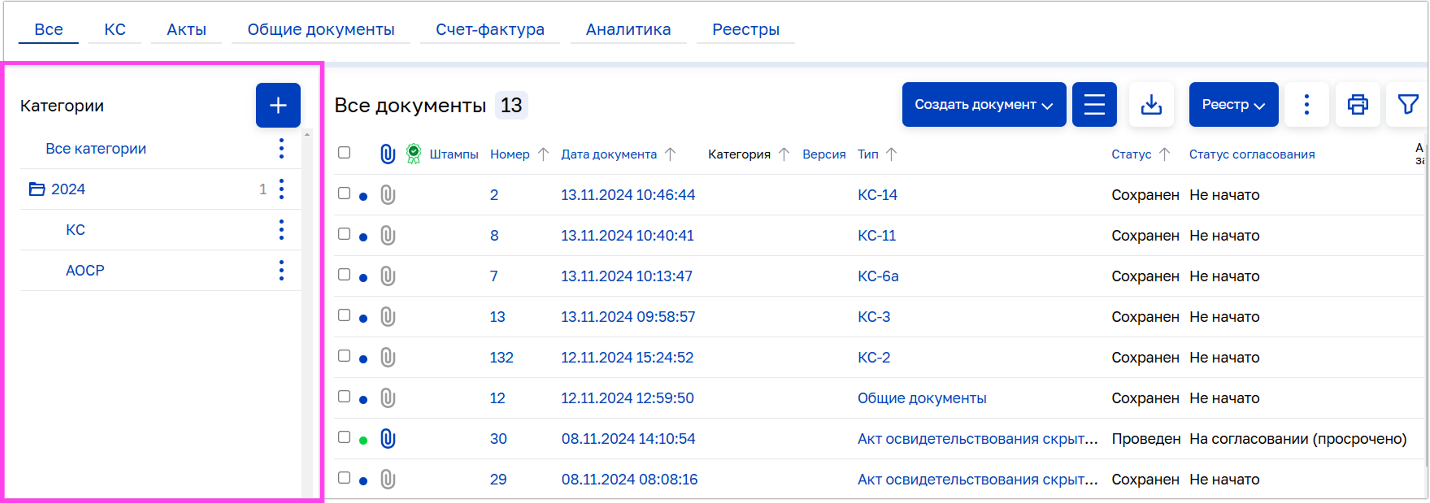 Все КС Акты Общие документы Счет-фактура Аналитика Реестры
Категории
Все категории
2024 1
КС
АОСР
Все документы 13 Создать документ Реестр
Штампы Номер Дата документа Категория Версия Тип Статус Статус согласования
2 13.11.2024 10:46:44 КС-14 Сохранен Не начато
8 13.11.2024 10:40:41 КС-11 Сохранен Не начато
7 13.11.2024 10:13:47 КС-6а Сохранен Не начато
13 13.11.2024 09:58:57 КС-3 Сохранен Не начато
132 12.11.2024 15:24:52 КС-2 Сохранен Не начато
12 12.11.2024 12:59:50 Общие документы Сохранен Не начато
30 08.11.2024 14:10:54 Акт освидетельствования скрыт... Проведен На согласовании (просрочено)
29 08.11.2024 08:08:16 Акт освидетельствования скрыт... Сохранен Не начато